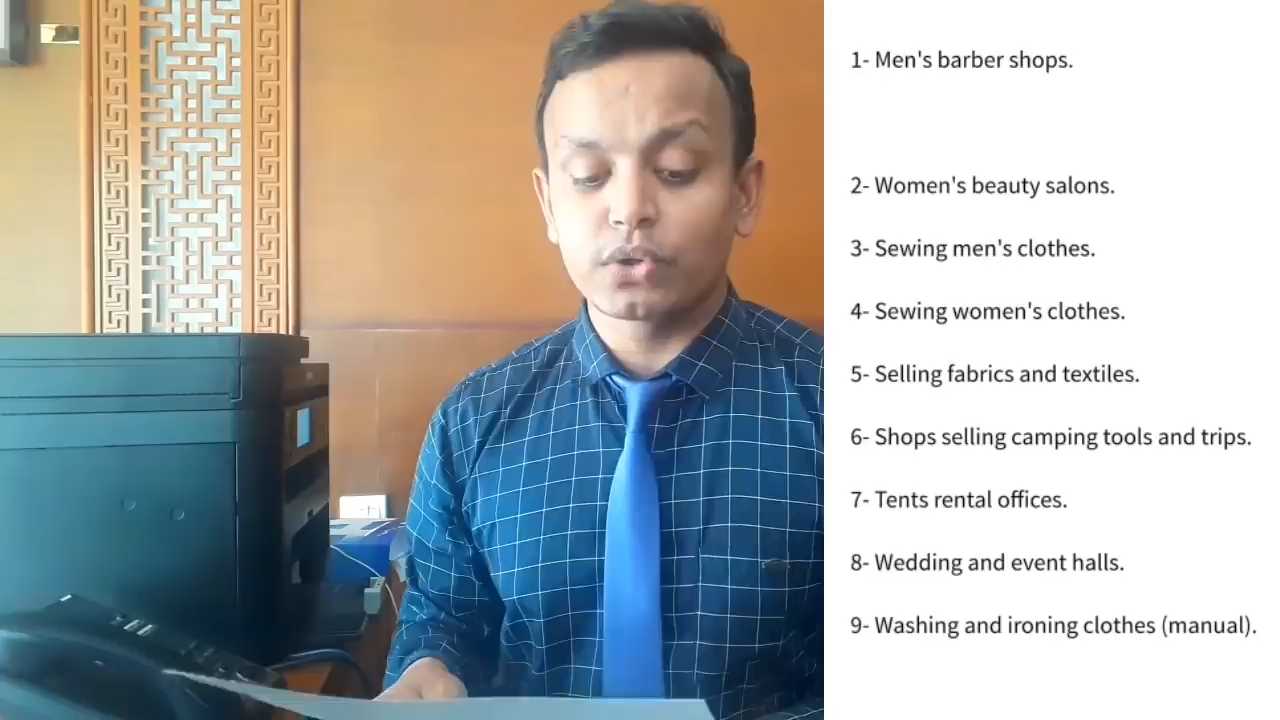 1- Men's barber shops.
2- Women's beauty salons.
3- Sewing men's clothes.
4- Sewing women's clothes.
5- Selling fabrics and textiles.
6- Shops selling camping tools and trips.
7- Tents rental offices.
8- Wedding and event halls.
9- Washing and ironing clothes (manual).